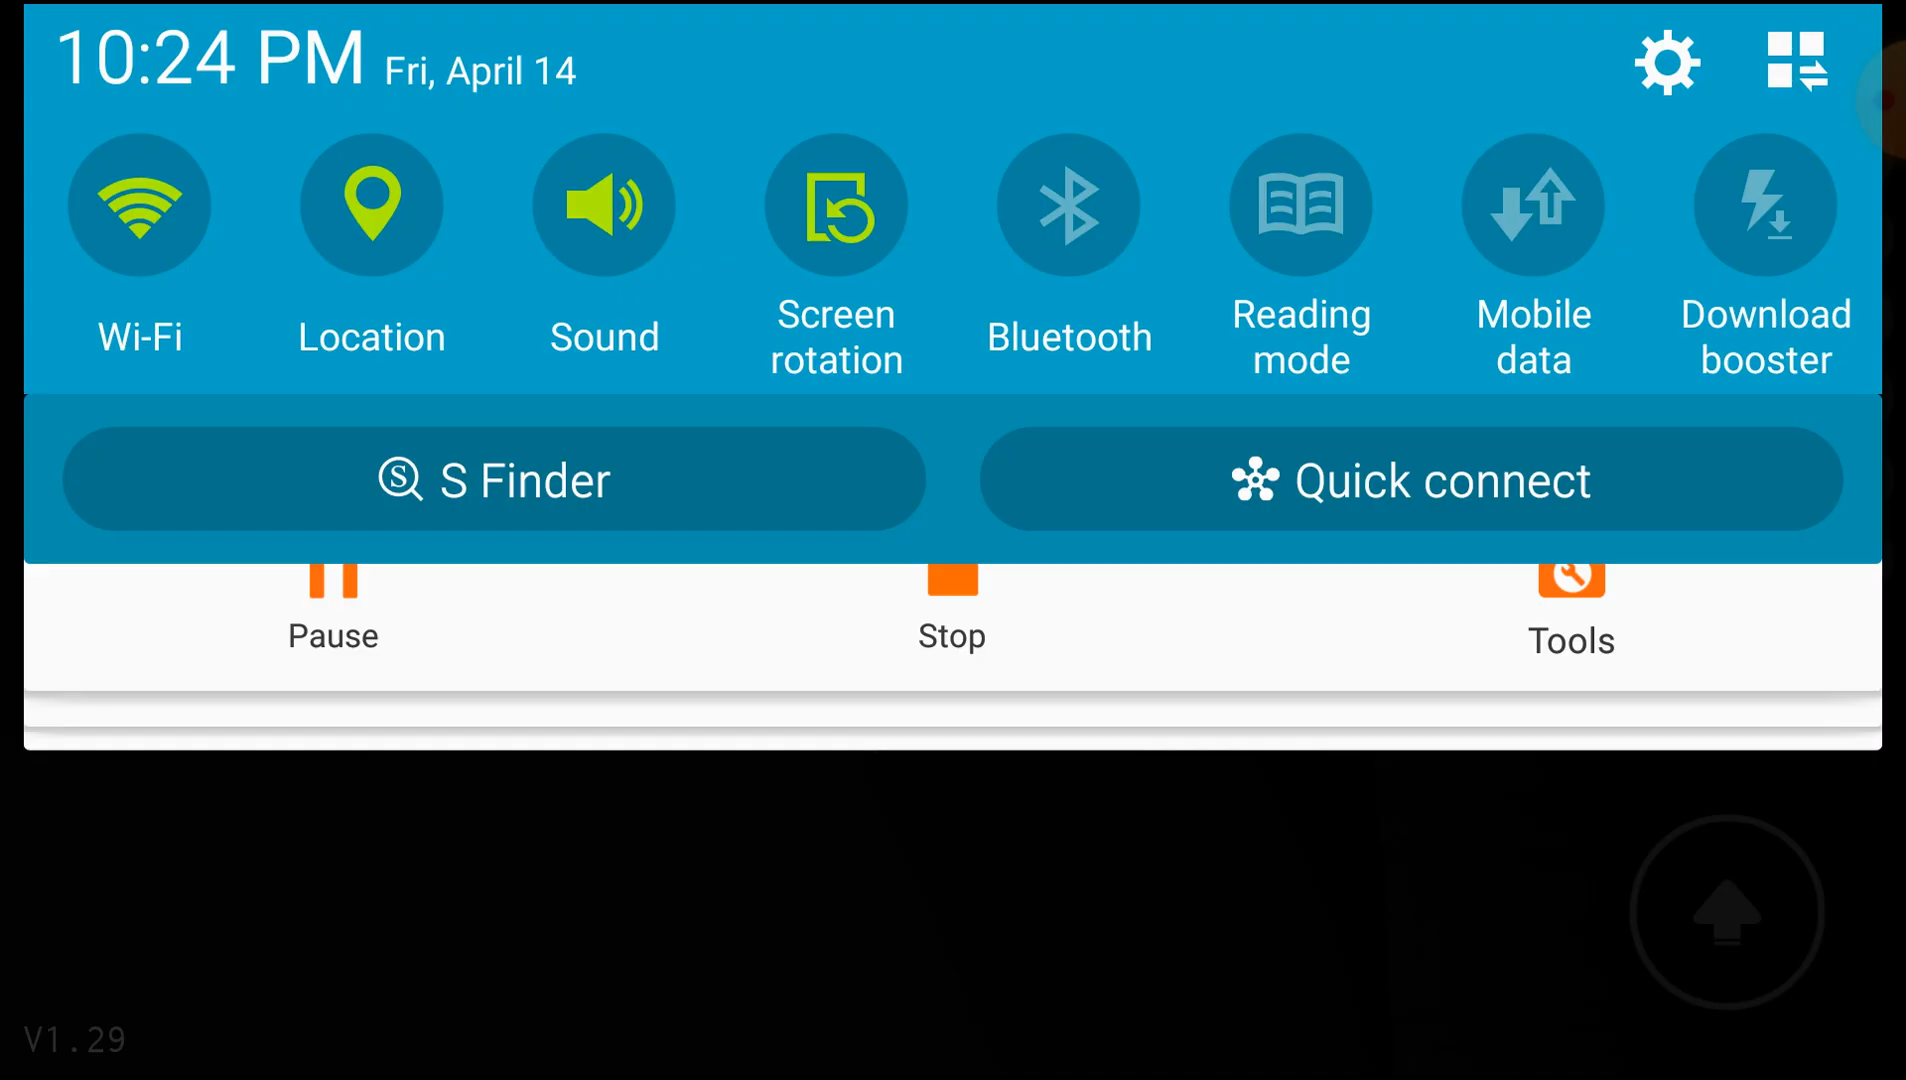 10:24 PM Fri, April 14
Wi-Fi
Location
Sound
Screen
rotation
Bluetooth
Reading
mode
Mobile
data
Download
booster
S Finder
Quick connect
Pause
Stop
Tools
V1.29